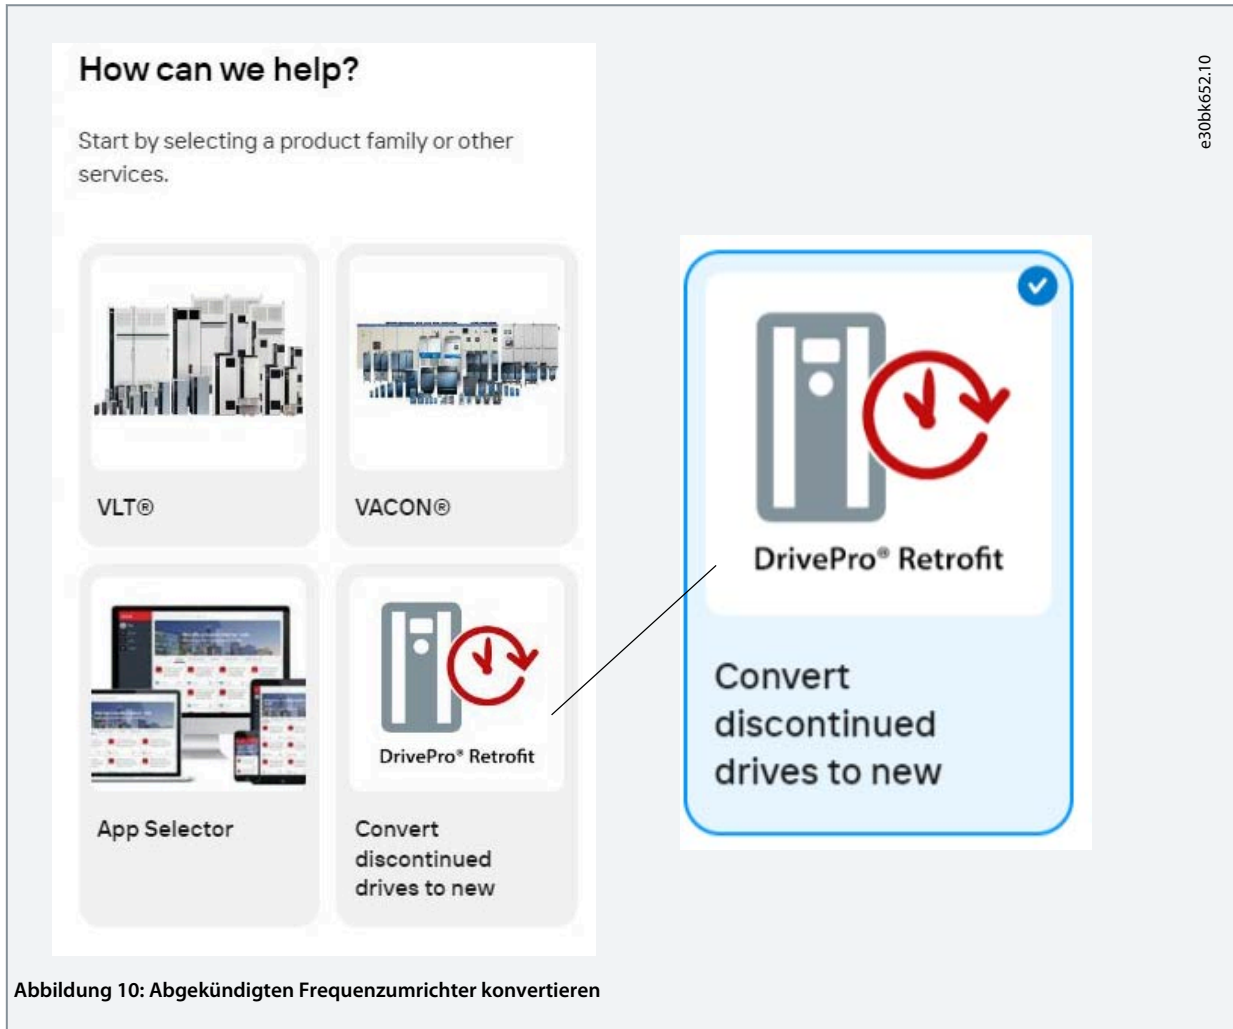 How can we help?
Start by selecting a product family or other
services.
VLT®
VACON®
App Selector
DrivePro® Retrofit
Convert
discontinued
drives to new
DrivePro® Retrofit
Convert
discontinued
drives to new
e30bk652.10
Abbildung 10: Abgekündigten Frequenzumrichter konvertieren